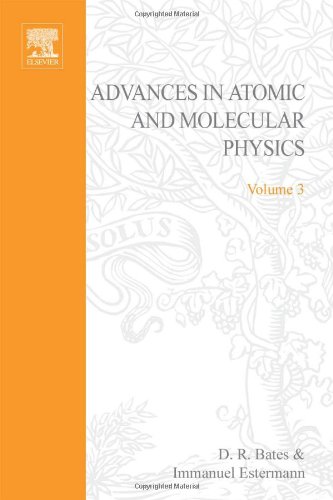 Copyrighted Material
ELSEVIER
ADVANCES IN ATOMIC
AND MOLECULAR
PHYSICS
Volume 3
SOLUS
D. R. Bates &
Immanuel Estermann
Copyrighted Material